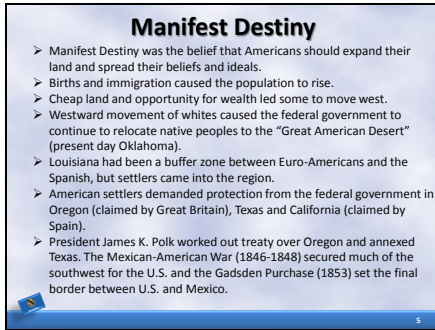 Manifest Destiny
➢ Manifest Destiny was the belief that Americans should expand their
land and spread their beliefs and ideals.
➢ Births and immigration caused the population to rise.
➢ Cheap land and opportunity for wealth led some to move west.
➢ Westward movement of whites caused the federal government to
continue to relocate native peoples to the “Great American Desert”
(present day Oklahoma).
➢ Louisiana had been a buffer zone between Euro-Americans and the
Spanish, but settlers came into the region.
➢ American settlers demanded protection from the federal government in
Oregon (claimed by Great Britain), Texas and California (claimed by
Spain).
➢ President James K. Polk worked out treaty over Oregon and annexed
Texas. The Mexican-American War (1846-1848) secured much of the
southwest for the U.S. and the Gadsden Purchase (1853) set the final
border between U.S. and Mexico.
5